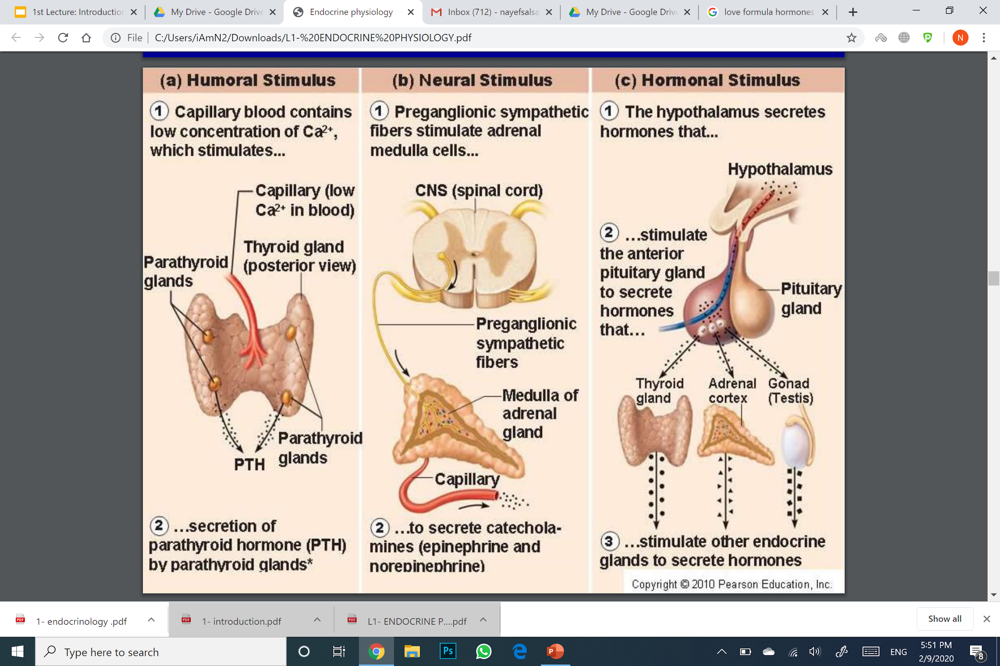 1st Lecture: Introduction
My Drive - Google Drive
Endocrine physiology
Inbox (712) - nayefsalsa
My Drive - Google Drive
love formula hormones
File
C:/Users/iAmN2/Downloads/L1-%20ENDOCRINE%20PHYSIOLOGY.pdf
N
(a) Humoral Stimulus
1 Capillary blood contains
low concentration of Ca2+,
which stimulates...
Capillary (low
Ca2+ in blood)
Thyroid gland
(posterior view)
Parathyroid
glands
Parathyroid
glands
PTH
2 ...secretion of
parathyroid hormone (PTH)
by parathyroid glands*
(b) Neural Stimulus
1 Preganglionic sympathetic
fibers stimulate adrenal
medulla cells...
CNS (spinal cord)
Preganglionic
sympathetic
fibers
Medulla of
adrenal
gland
Capillary
2 ...to secrete catechola-
mines (epinephrine and
norepinephrine)
(c) Hormonal Stimulus
1 The hypothalamus secretes
hormones that...
Hypothalamus
2 ...stimulate
the anterior
pituitary gland
to secrete
hormones
that...
Pituitary
gland
Thyroid
gland
Adrenal
cortex
Gonad
(Testis)
3 ...stimulate other endocrine
glands to secrete hormones
Copyright © 2010 Pearson Education, Inc.
PDF
1- endocrinology .pdf
PDF
1- introduction.pdf
PDF
L1- ENDOCRINE P....pdf
Show all
Type here to search
Ps
P
ENG
5:51 PM
2/9/2020
8